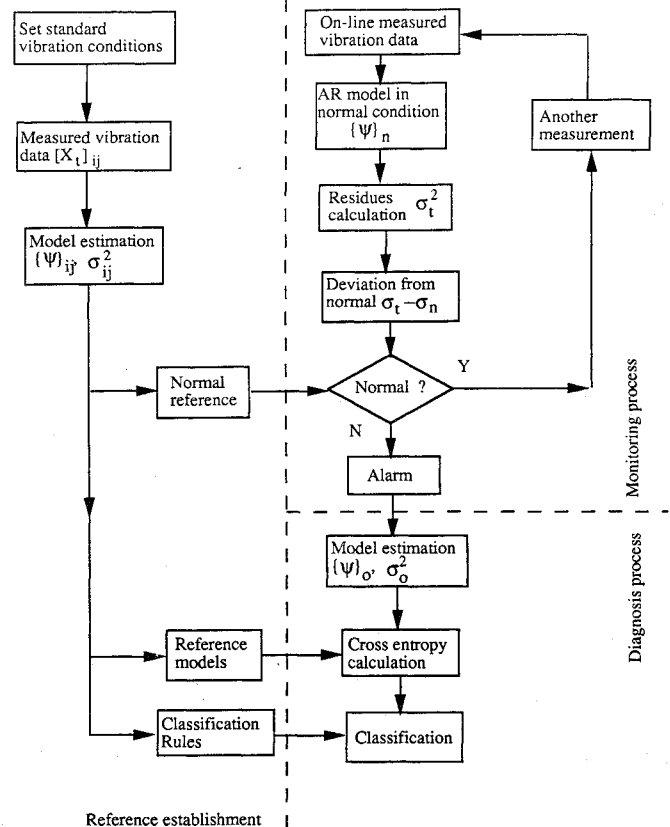 Set standard
vibration conditions
Measured vibration
data [X_t]_ij
Model estimation
{Ψ}_ij, σ²_ij
Normal
reference
Reference
models
Classification
Rules
Reference establishment
On-line measured
vibration data
AR model in
normal condition
{Ψ}_n
Residues
calculation σ²_t
Deviation from
normal σ_t–σ_n
Normal ?
Y
N
Another
measurement
Alarm
Monitoring process
Model estimation
{Ψ}_o, σ²_o
Cross entropy
calculation
Classification
Diagnosis process